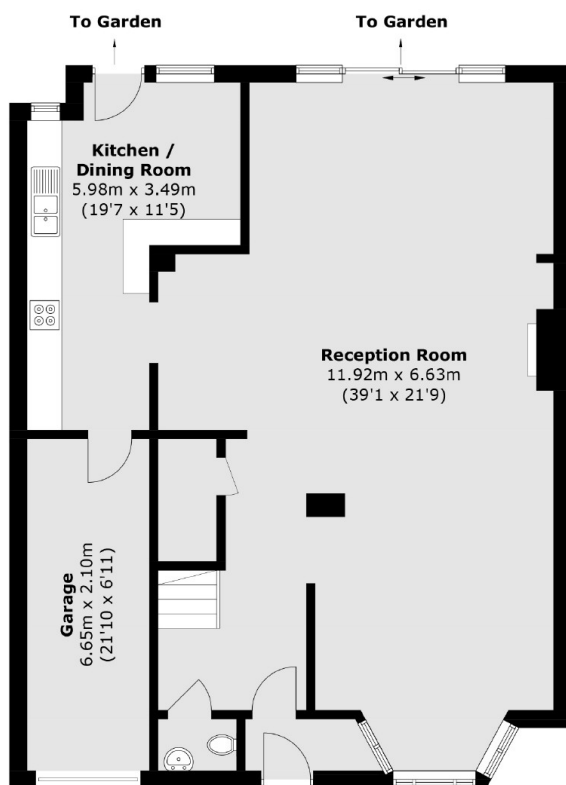 To Garden
To Garden
Kitchen /
Dining Room
5.98m x 3.49m
(19'7 x 11'5)
Reception Room
11.92m x 6.63m
(39'1 x 21'9)
Garage
6.65m x 2.10m
(21'10 x 6'11)